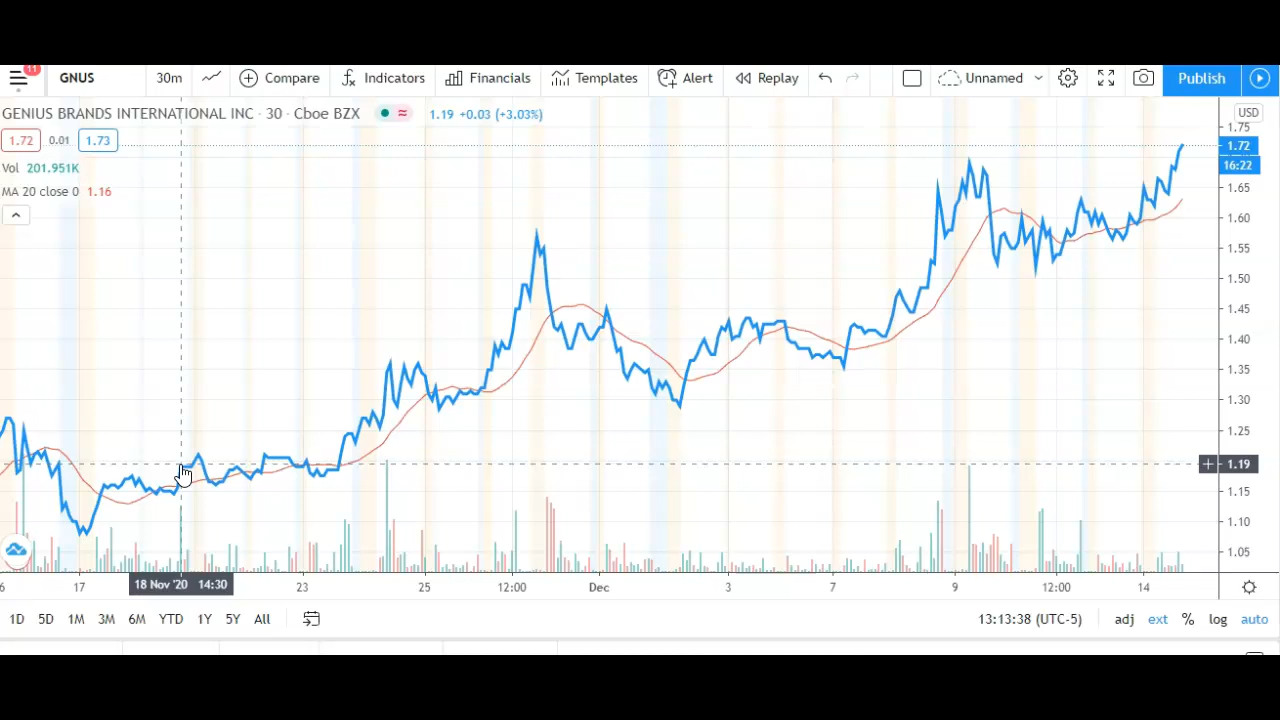 11
GNUS 30m Compare Indicators Financials Templates Alert Replay Unnamed Publish
GENIUS BRANDS INTERNATIONAL INC · 30 · Cboe BZX ≈ 1.19 +0.03 (+3.03%) USD
1.75
1.72 0.01 1.73 1.72
Vol 201.951K 16:22
MA 20 close 0 1.16 1.65
1.60
1.55
1.50
1.45
1.40
1.35
1.30
1.25
+ 1.19
1.15
1.10
1.05
6 17 18 Nov '20 14:30 23 25 12:00 Dec 3 7 9 12:00 14
1D 5D 1M 3M 6M YTD 1Y 5Y All 13:13:38 (UTC-5) adj ext % log auto